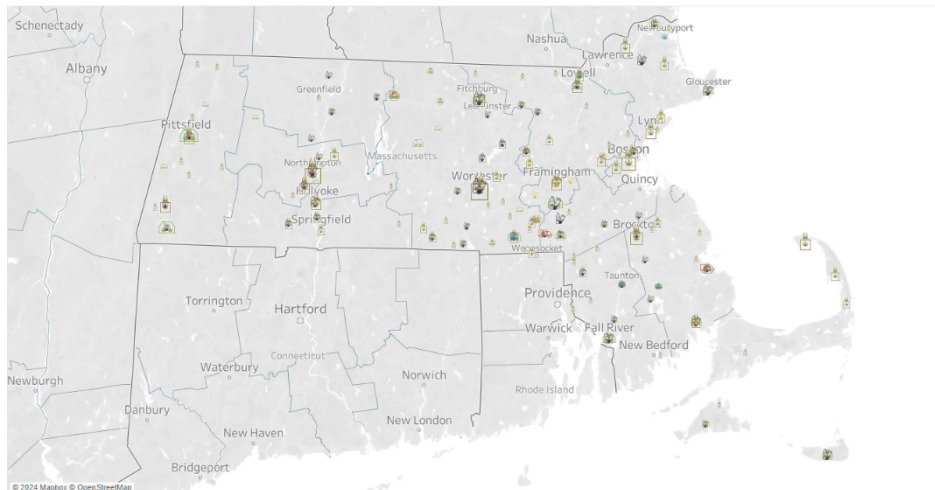 Schenectady
Albany
Nashua
Newburyport
Lawrence
Lowell
Gloucester
Greenfield
Fitchburg
Leominster
Pittsfield
Lynn
Massachusetts
Boston
Northampton
Worcester
Framingham
Quincy
Holyoke
Springfield
Brockton
Woonsocket
Taunton
Torrington
Hartford
Providence
Warwick
Fall River
New Bedford
Connecticut
Waterbury
Norwich
Newburgh
Rhode Island
Danbury
New London
New Haven
Bridgeport
© 2024 Mapbox © OpenStreetMap